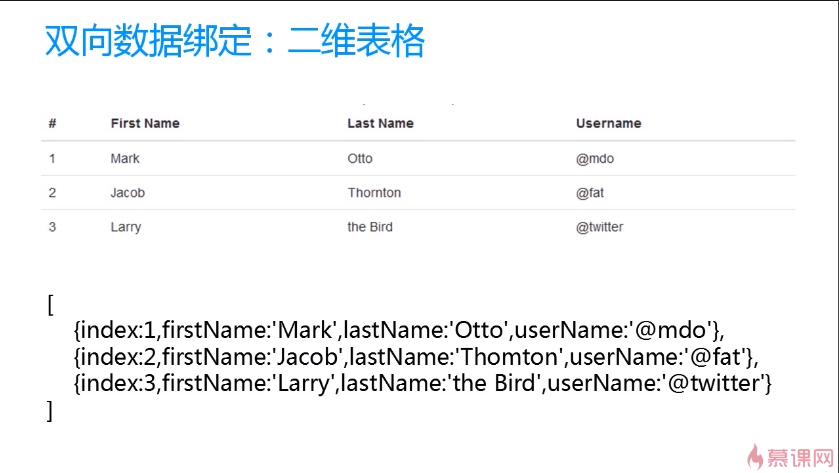 双向数据绑定：二维表格
# First Name Last Name Username
1 Mark Otto @mdo
2 Jacob Thornton @fat
3 Larry the Bird @twitter
[
{index:1,firstName:'Mark',lastName:'Otto',userName:'@mdo'},
{index:2,firstName:'Jacob',lastName:'Thomton',userName:'@fat'},
{index:3,firstName:'Larry',lastName:'the Bird',userName:'@twitter'}
]
慕课网